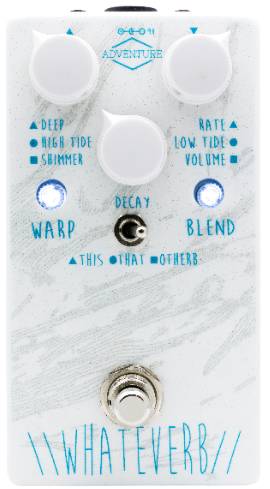 ADVENTURE
▲DEEP
●HIGH TIDE
■SHIMMER
RATE▲
LOW TIDE●
VOLUME■
DECAY
WARP
BLEND
▲THIS ●THAT ■OTHERB
\\WHATEVERB//